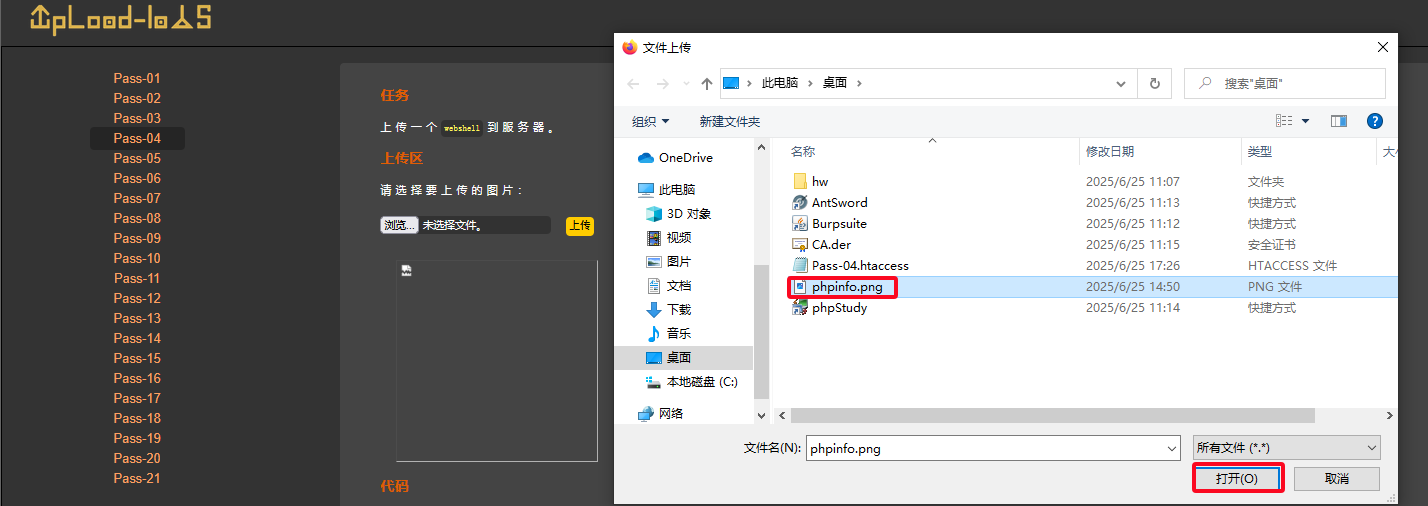 UpLoad-labs
Pass-01
Pass-02
Pass-03
Pass-04
Pass-05
Pass-06
Pass-07
Pass-08
Pass-09
Pass-10
Pass-11
Pass-12
Pass-13
Pass-14
Pass-15
Pass-16
Pass-17
Pass-18
Pass-19
Pass-20
Pass-21
任务
上传一个 webshell 到服务器。
上传区
请选择要上传的图片:
浏览... 未选择文件。 上传
代码
文件上传
此电脑 桌面
搜索"桌面"
组织 新建文件夹
OneDrive
此电脑
3D 对象
视频
图片
文档
下载
音乐
桌面
本地磁盘 (C:)
网络
名称 修改日期 类型 大小
hw 2025/6/25 11:07 文件夹
AntSword 2025/6/25 11:13 快捷方式
Burpsuite 2025/6/25 11:12 快捷方式
CA.der 2025/6/25 11:15 安全证书
Pass-04.htaccess 2025/6/25 17:26 HTACCESS 文件
phpinfo.png 2025/6/25 14:50 PNG 文件
phpStudy 2025/6/25 11:14 快捷方式
文件名(N): phpinfo.png 所有文件 (*.*)
打开(O) 取消